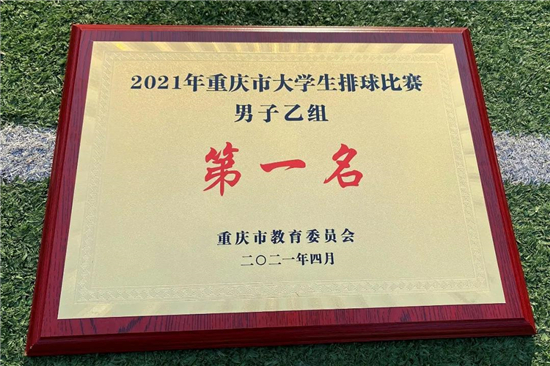 2021年重庆市大学生排球比赛
男子乙组
第一名
重庆市教育委员会
二〇二一年四月